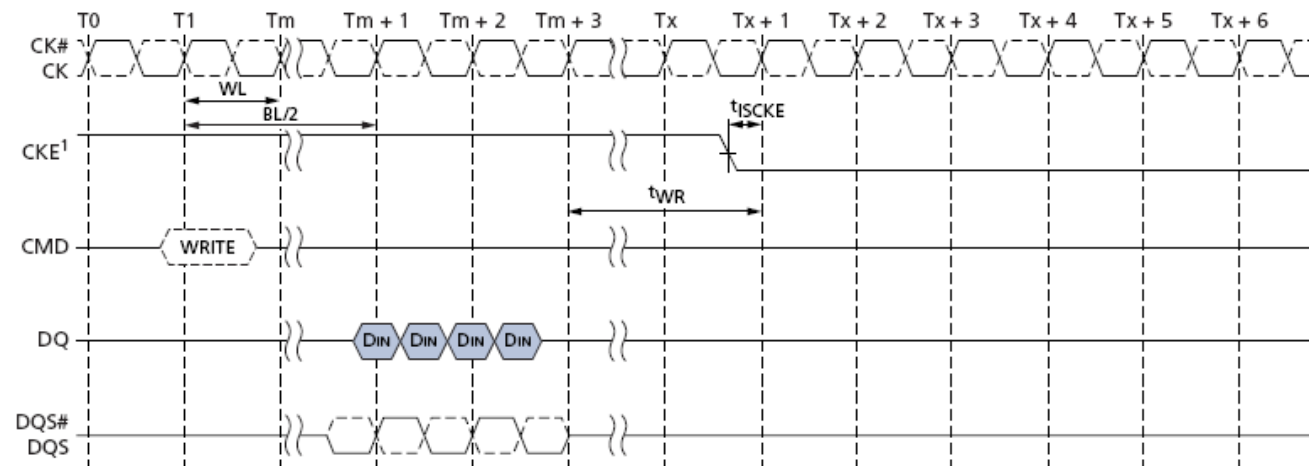 T0 T1 Tm Tm + 1 Tm + 2 Tm + 3 Tx Tx + 1 Tx + 2 Tx + 3 Tx + 4 Tx + 5 Tx + 6
CK#
CK
WL
BL/2
tISCKE
CKE1
tWR
CMD WRITE
DQ DIN DIN DIN DIN
DQS#
DQS